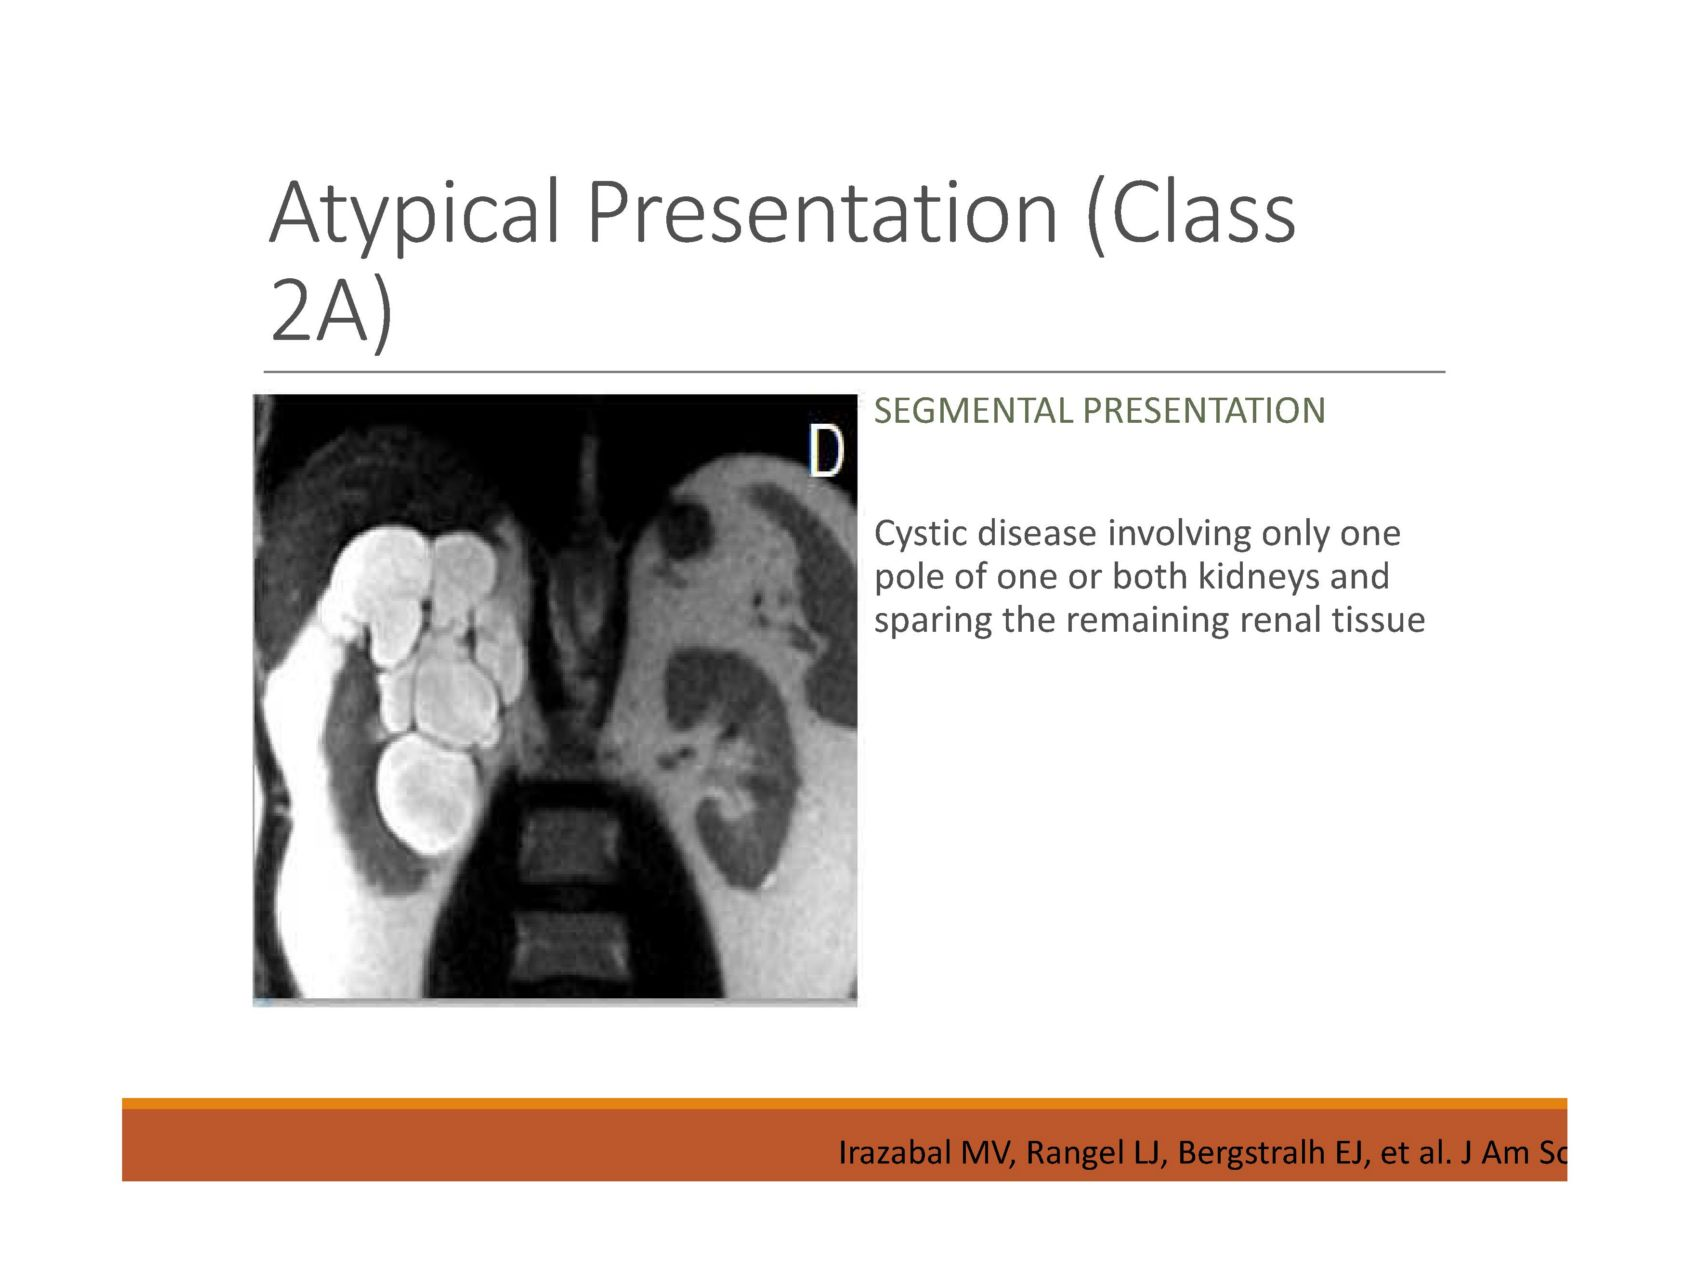 Atypical Presentation (Class
2A)
D
SEGMENTAL PRESENTATION
Cystic disease involving only one
pole of one or both kidneys and
sparing the remaining renal tissue
Irazabal MV, Rangel LJ, Bergstralh EJ, et al. J Am